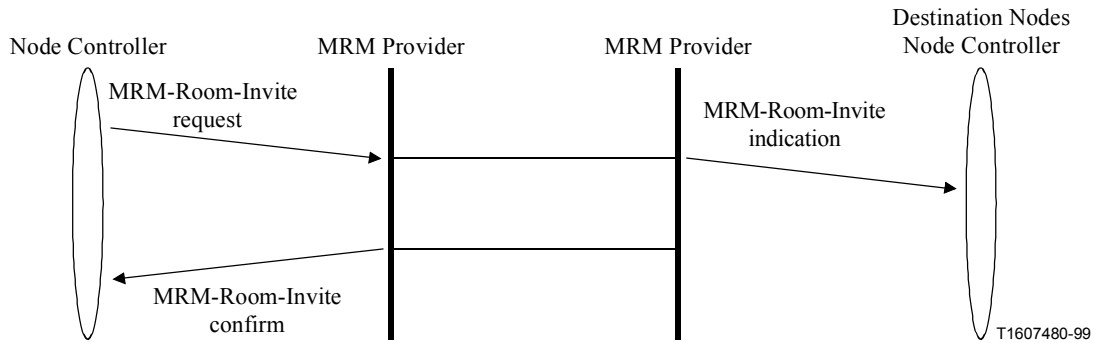 Destination Nodes
Node Controller
Node Controller
MRM Provider
MRM Provider
MRM-Room-Invite
request
MRM-Room-Invite
indication
MRM-Room-Invite
confirm
T1607480-99